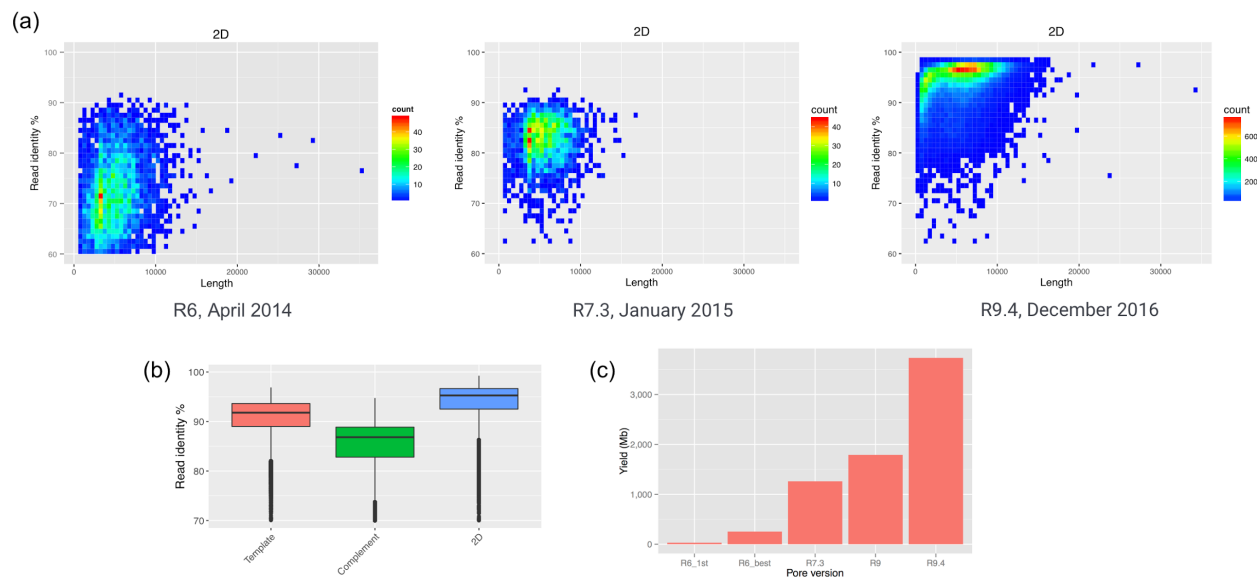 (a)
2D
100
90
80
70
60
Read identity %
0
10000
20000
30000
Length
count
40
30
20
10
R6, April 2014
2D
100
90
80
70
60
Read identity %
0
10000
20000
30000
Length
count
40
30
20
10
R7.3, January 2015
2D
100
90
80
70
60
Read identity %
0
10000
20000
30000
Length
count
600
400
200
R9.4, December 2016
(b)
100
90
80
70
Read identity %
Template
Complement
2D
(c)
3,000
2,000
1,000
0
Yield (Mb)
R6_1st
R6_best
R7.3
R9
R9.4
Pore version